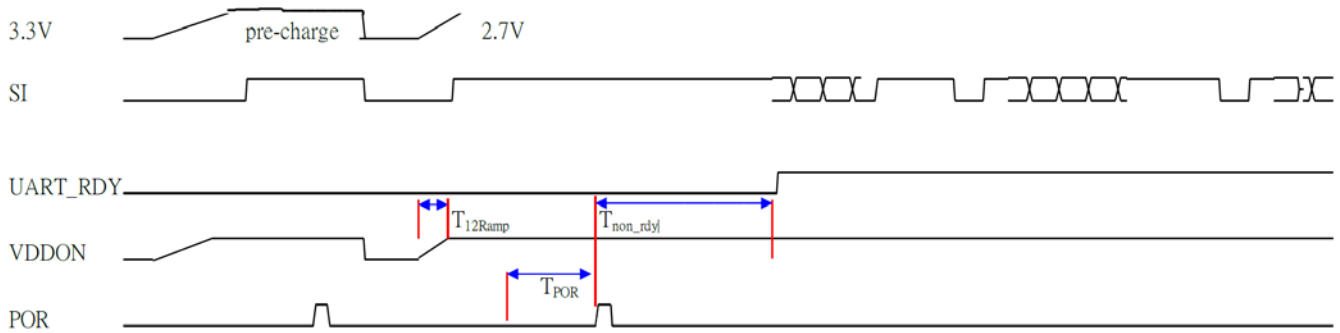 3.3V pre-charge 2.7V
SI
UART_RDY
T12Ramp Tnon_rdy|
VDDON
TPOR
POR